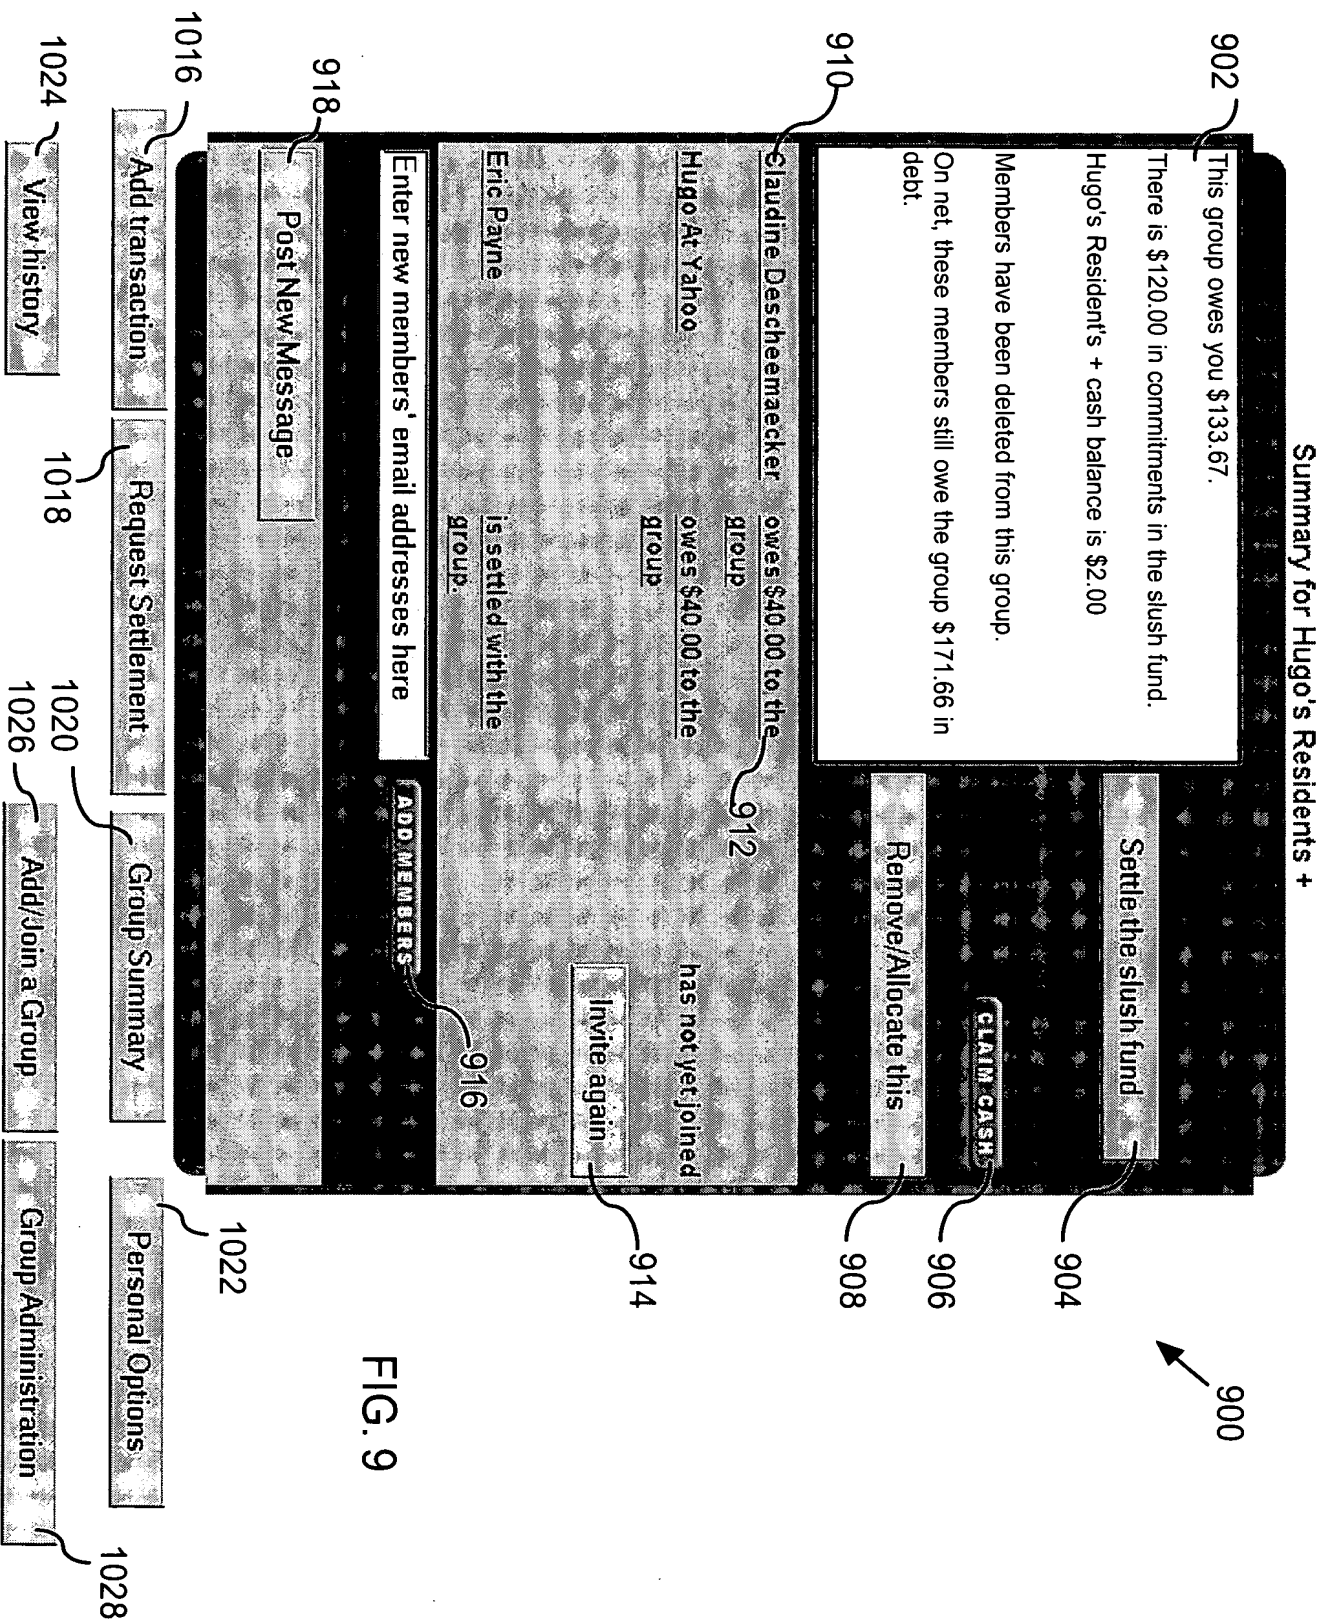 Summary for Hugo's Residents +
900
902
This group owes you $133.67.
There is $120.00 in commitments in the slush fund.
Settle the slush fund
904
Hugo's Resident's + cash balance is $2.00
CLAIM CASH
906
Members have been deleted from this group.
On net, these members still owe the group $171.66 in
debt.
Remove/Allocate this
908
910
Claudine Descheemaecker
owes $40.00 to the
group
912
Hugo At Yahoo
owes $40.00 to the
group
has not yet joined
Invite again
914
Eric Payne
is settled with the
group.
Enter new members' email addresses here
ADD MEMBERS
916
918
Post New Message
1016
Add transaction
1018
Request Settlement
1020
Group Summary
1022
Personal Options
1024
View history
1026
Add/Join a Group
Group Administration
1028
FIG. 9